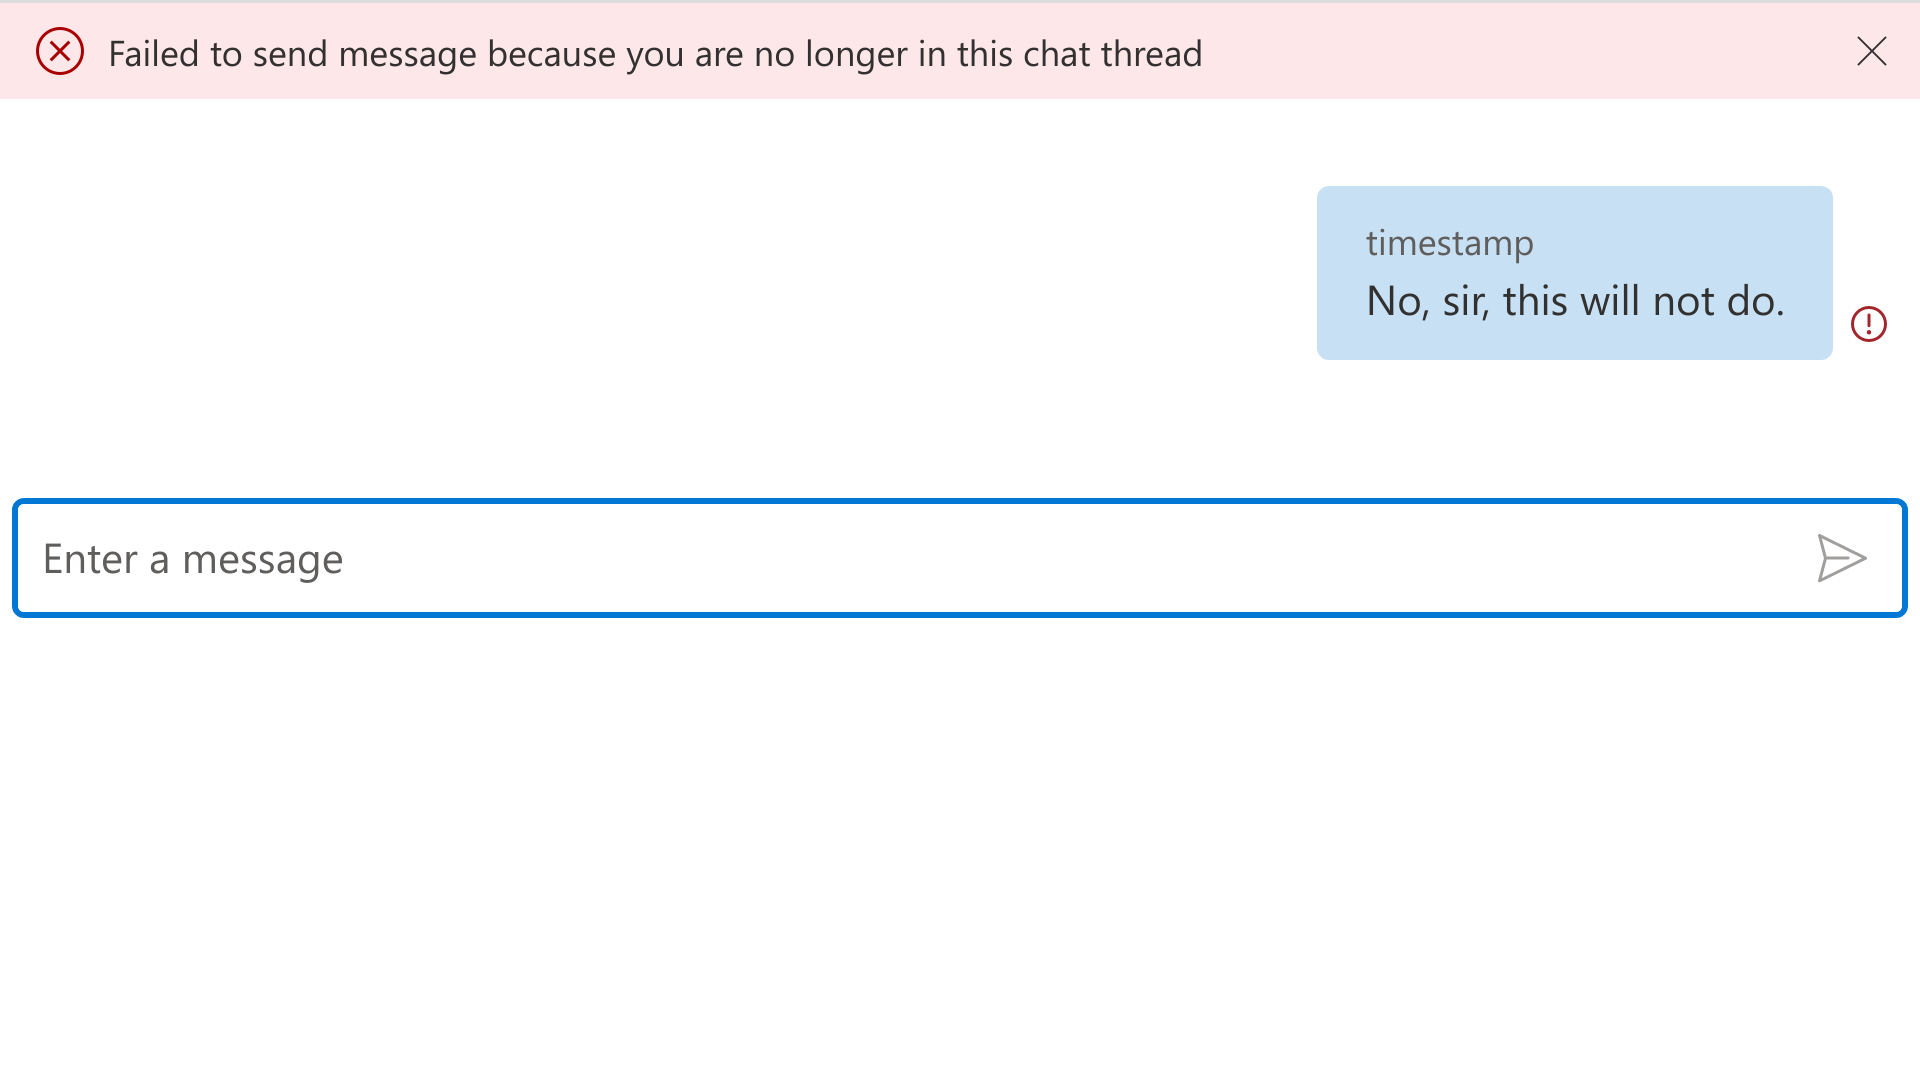 Failed to send message because you are no longer in this chat thread
timestamp
No, sir, this will not do.
Enter a message